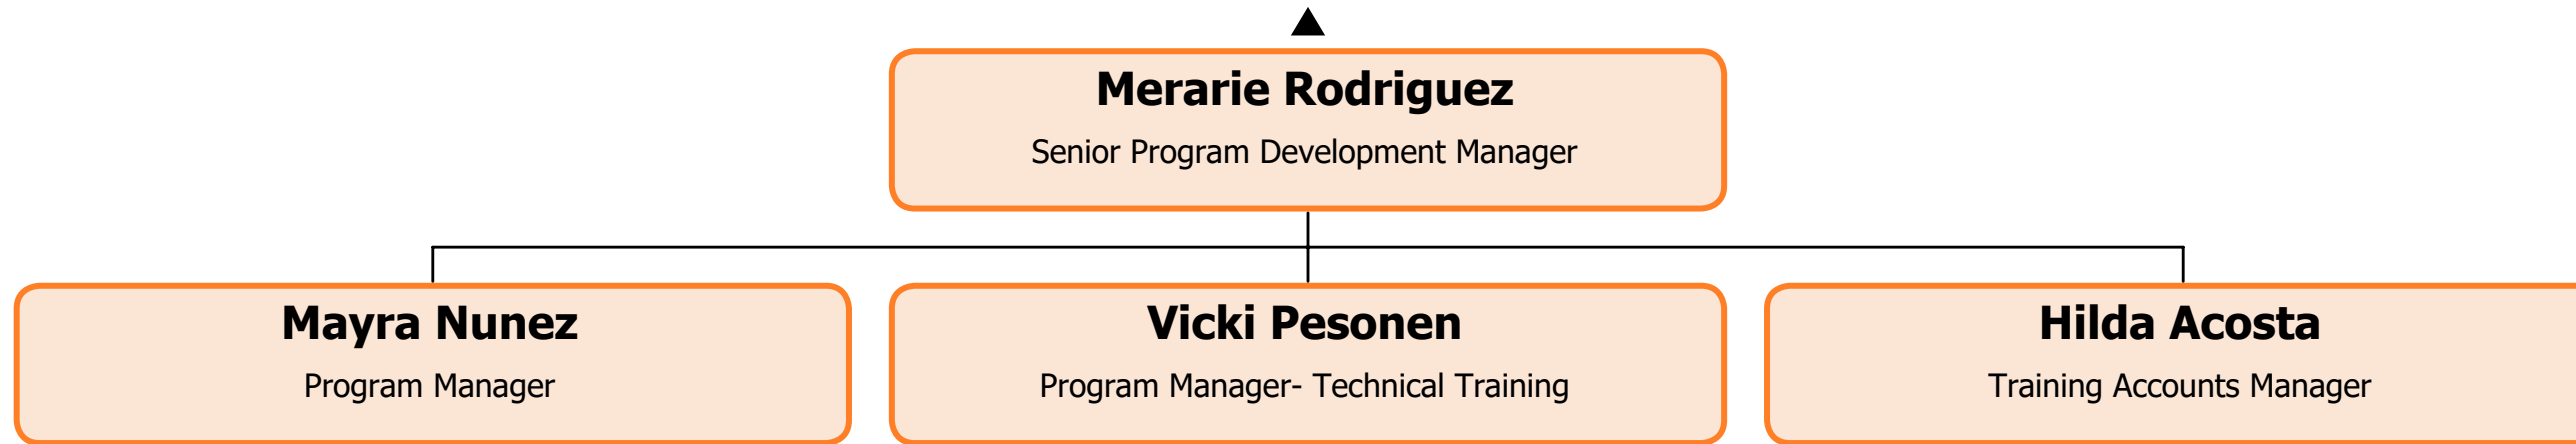 Merarie Rodriguez
Senior Program Development Manager
Mayra Nunez
Program Manager
Vicki Pesonen
Program Manager- Technical Training
Hilda Acosta
Training Accounts Manager